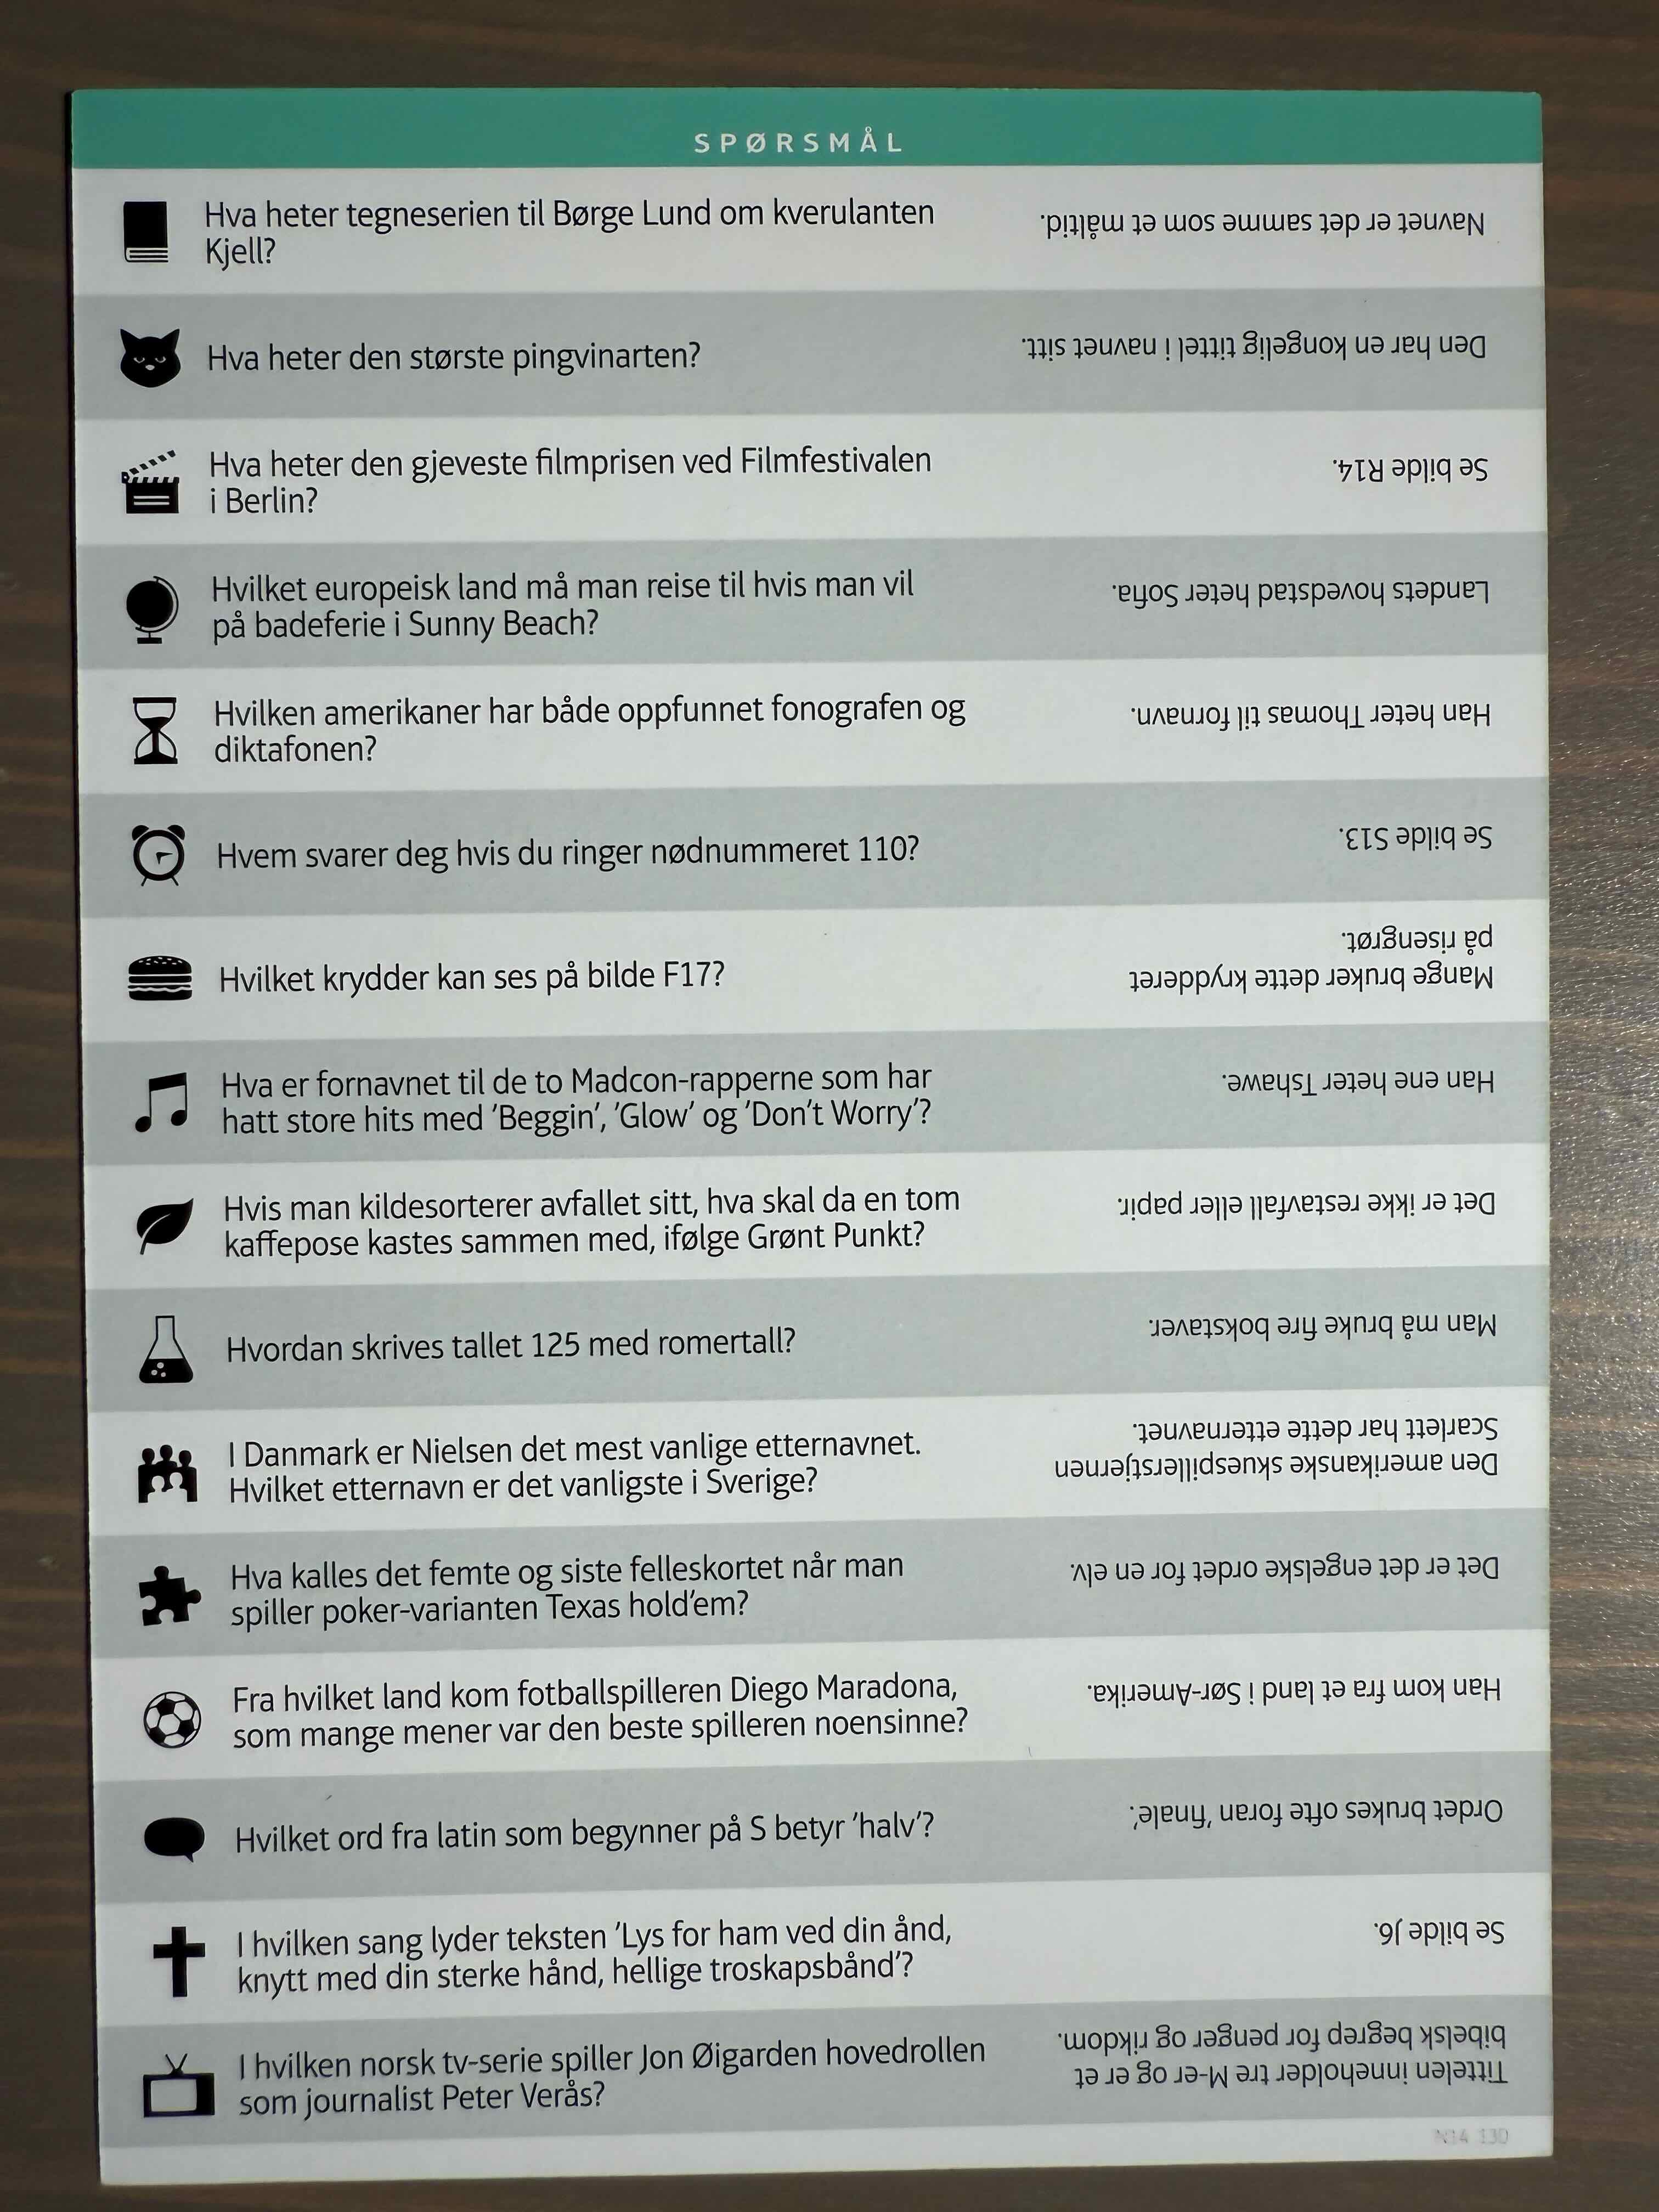 SPØRSMÅL
Hva heter tegneserien til Børge Lund om kverulanten
Kjell?
Navnet er det samme som et måltid.
Hva heter den største pingvinarten?
Den har en kongelig tittel i navnet sitt.
Hva heter den gjeveste filmprisen ved Filmfestivalen
i Berlin?
Se bilde R14.
Hvilket europeisk land må man reise til hvis man vil
på badeferie i Sunny Beach?
Landets hovedstad heter Sofia.
Hvilken amerikaner har både oppfunnet fonografen og
diktafonen?
Han heter Thomas til fornavn.
Hvem svarer deg hvis du ringer nødnummeret 110?
Se bilde S13.
Hvilket krydder kan ses på bilde F17?
Mange bruker dette krydderet
på risengrøt.
Hva er fornavnet til de to Madcon-rapperne som har
hatt store hits med 'Beggin', 'Glow' og 'Don't Worry'?
Han ene heter Tshawe.
Hvis man kildesorterer avfallet sitt, hva skal da en tom
kaffepose kastes sammen med, ifølge Grønt Punkt?
Det er ikke restavfall eller papir.
Hvordan skrives tallet 125 med romertall?
Man må bruke fire bokstaver.
I Danmark er Nielsen det mest vanlige etternavnet.
Hvilket etternavn er det vanligste i Sverige?
Den amerikanske skuespillerstjernen
Scarlett har dette etternavnet.
Hva kalles det femte og siste felleskortet når man
spiller poker-varianten Texas hold'em?
Det er det engelske ordet for en elv.
Fra hvilket land kom fotballspilleren Diego Maradona,
som mange mener var den beste spilleren noensinne?
Han kom fra et land i Sør-Amerika.
Hvilket ord fra latin som begynner på S betyr 'halv'?
Ordet brukes ofte foran 'finale'.
I hvilken sang lyder teksten 'Lys for ham ved din ånd,
knytt med din sterke hånd, hellige troskapsbånd'?
Se bilde J6.
I hvilken norsk tv-serie spiller Jon Øigarden hovedrollen
som journalist Peter Verås?
Tittelen inneholder tre M-er og er et
bibelsk begrep for penger og rikdom.
N14 130